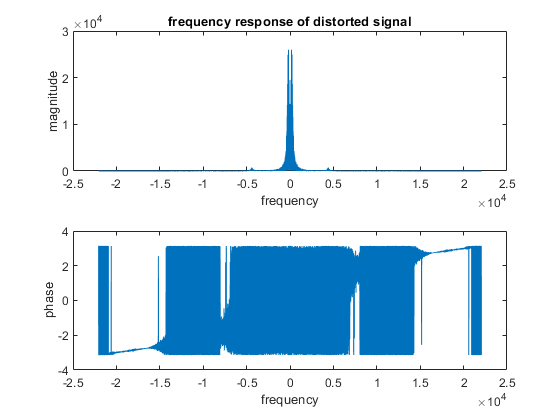 frequency response of distorted signal
×10⁴
3
2
1
0
magnitude
-2.5 -2 -1.5 -1 -0.5 0 0.5 1 1.5 2 2.5
frequency
×10⁴
4
2
0
-2
-4
phase
-2.5 -2 -1.5 -1 -0.5 0 0.5 1 1.5 2 2.5
frequency
×10⁴